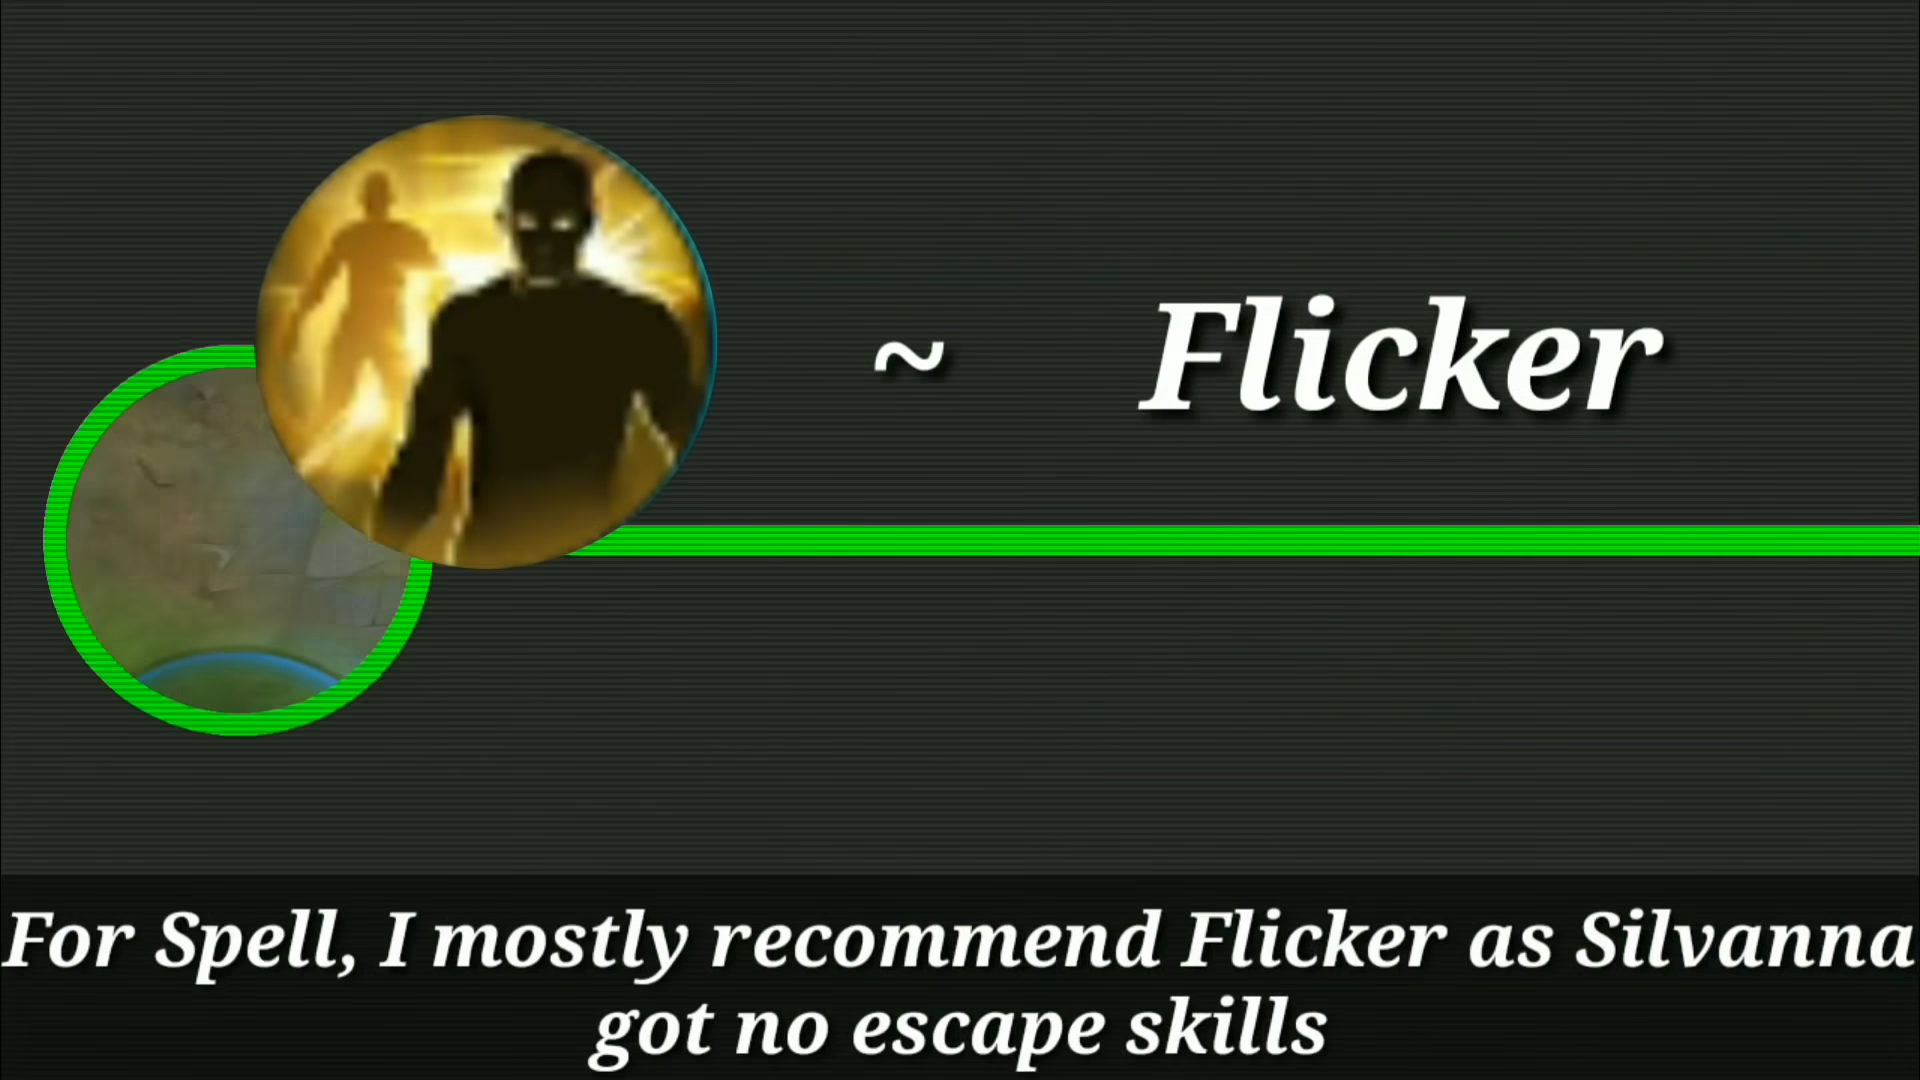 ~ Flicker
For Spell, I mostly recommend Flicker as Silvanna
got no escape skills